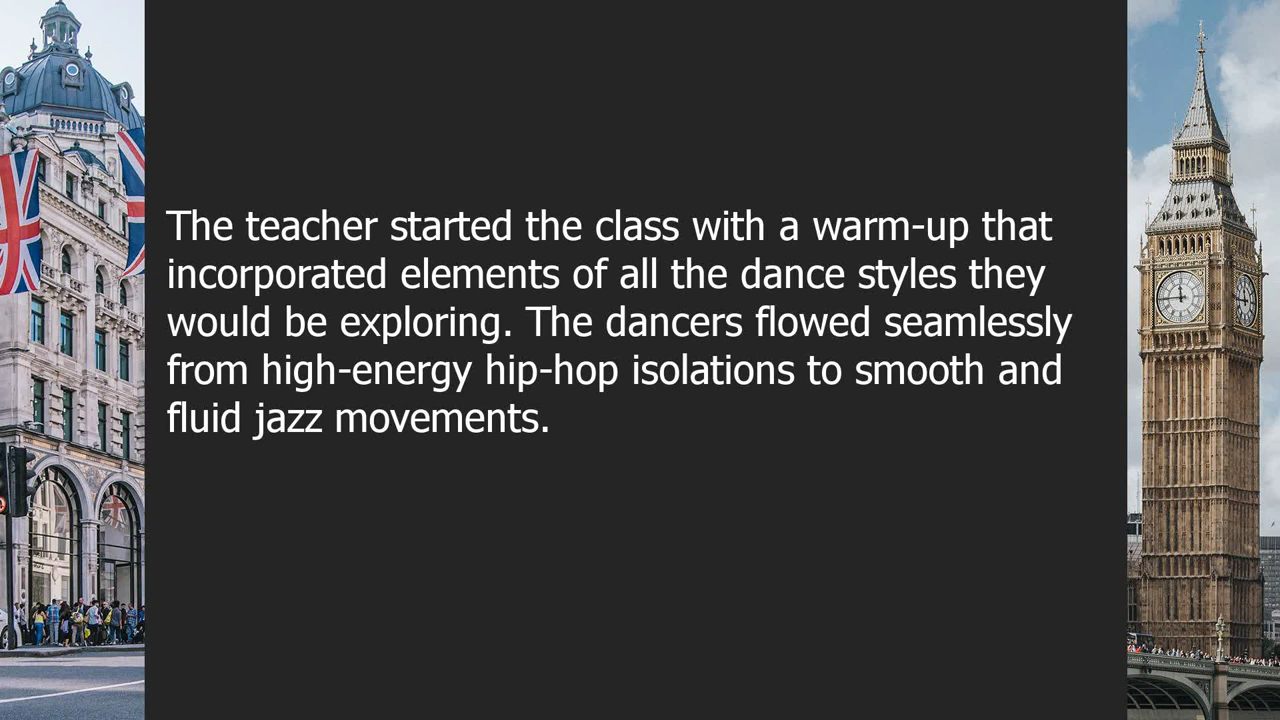 The teacher started the class with a warm-up that
incorporated elements of all the dance styles they
would be exploring. The dancers flowed seamlessly
from high-energy hip-hop isolations to smooth and
fluid jazz movements.